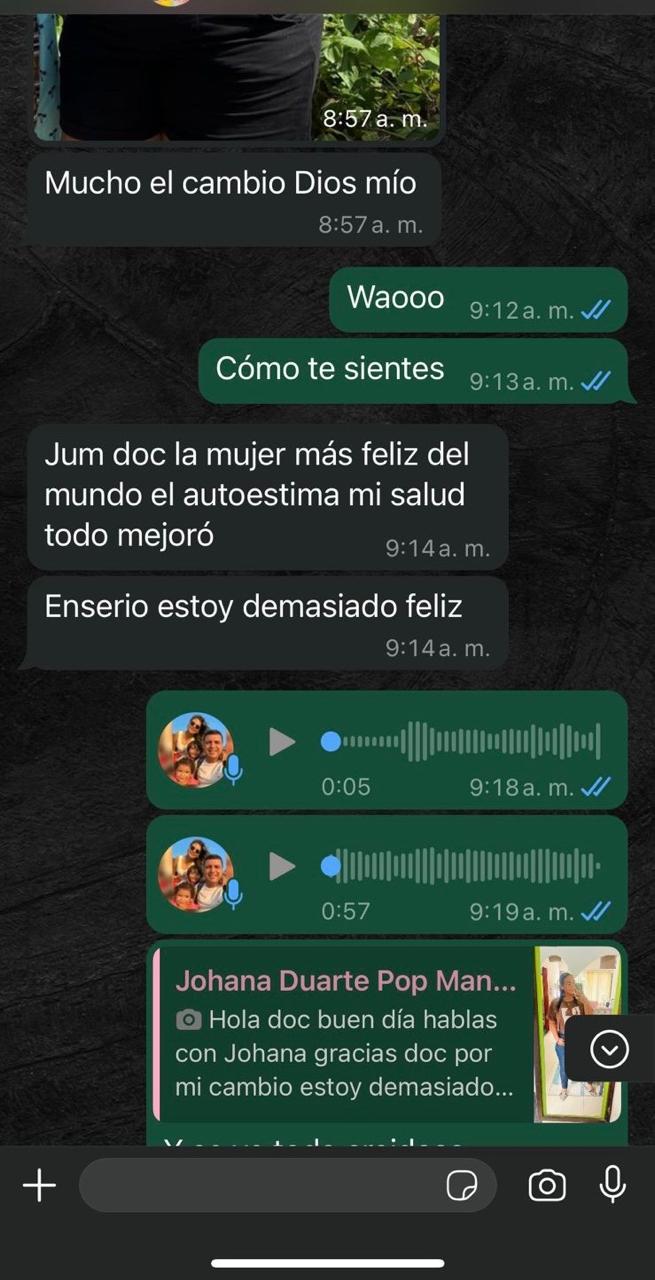 8:57 a. m.
Mucho el cambio Dios mío
8:57 a. m.
Waooo
9:12 a. m.
Cómo te sientes
9:13 a. m.
Jum doc la mujer más feliz del
mundo el autoestima mi salud
todo mejoró
9:14 a. m.
Enserio estoy demasiado feliz
9:14 a. m.
0:05
9:18 a. m.
0:57
9:19 a. m.
Johana Duarte Pop Man...
Hola doc buen día hablas
con Johana gracias doc por
mi cambio estoy demasiado...